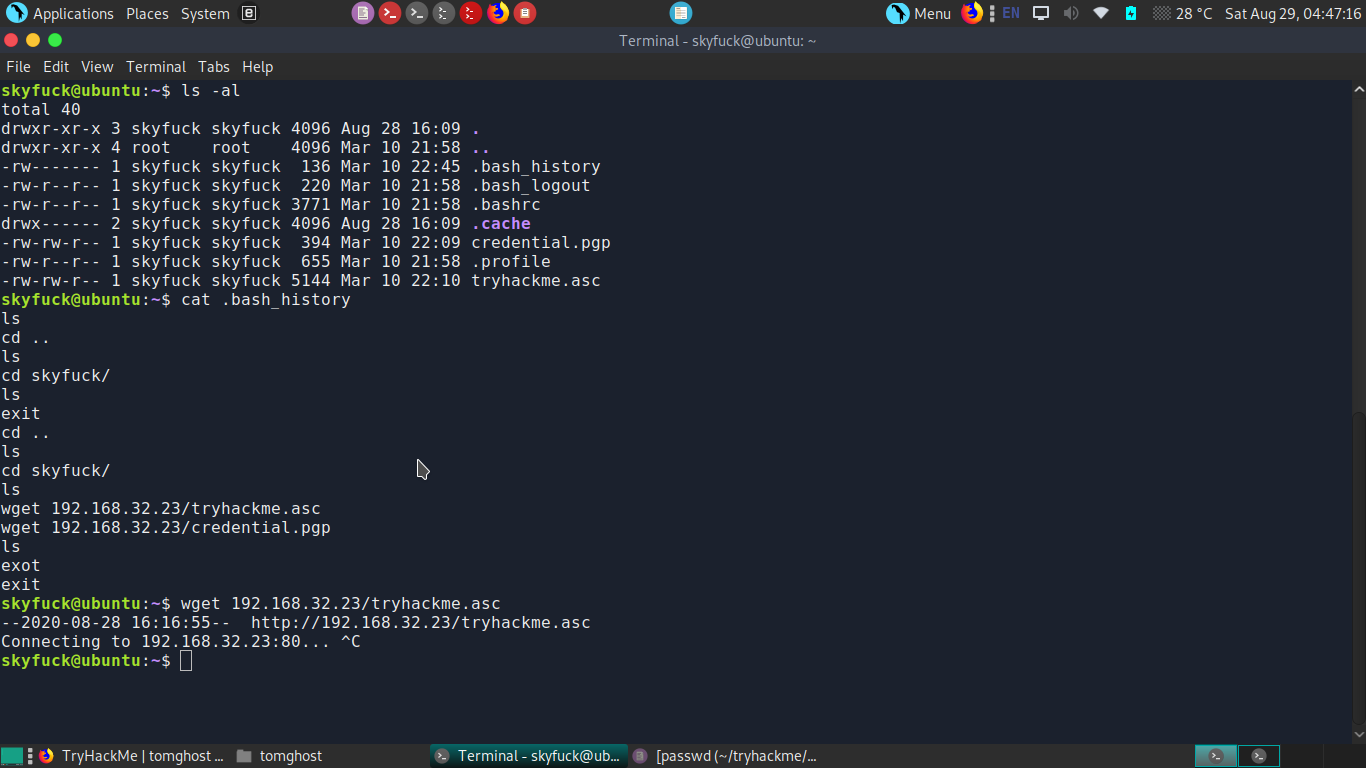 Applications Places System
Menu EN 28 °C Sat Aug 29, 04:47:16
Terminal - skyfuck@ubuntu: ~
File Edit View Terminal Tabs Help
skyfuck@ubuntu:~$ ls -al
total 40
drwxr-xr-x 3 skyfuck skyfuck 4096 Aug 28 16:09 .
drwxr-xr-x 4 root    root    4096 Mar 10 21:58 ..
-rw------- 1 skyfuck skyfuck  136 Mar 10 22:45 .bash_history
-rw-r--r-- 1 skyfuck skyfuck  220 Mar 10 21:58 .bash_logout
-rw-r--r-- 1 skyfuck skyfuck 3771 Mar 10 21:58 .bashrc
drwx------ 2 skyfuck skyfuck 4096 Aug 28 16:09 .cache
-rw-rw-r-- 1 skyfuck skyfuck  394 Mar 10 22:09 credential.pgp
-rw-r--r-- 1 skyfuck skyfuck  655 Mar 10 21:58 .profile
-rw-rw-r-- 1 skyfuck skyfuck 5144 Mar 10 22:10 tryhackme.asc
skyfuck@ubuntu:~$ cat .bash_history
ls
cd ..
ls
cd skyfuck/
ls
exit
cd ..
ls
cd skyfuck/
ls
wget 192.168.32.23/tryhackme.asc
wget 192.168.32.23/credential.pgp
ls
exot
exit
skyfuck@ubuntu:~$ wget 192.168.32.23/tryhackme.asc
--2020-08-28 16:16:55--  http://192.168.32.23/tryhackme.asc
Connecting to 192.168.32.23:80... ^C
skyfuck@ubuntu:~$
TryHackMe | tomghost ... tomghost Terminal - skyfuck@ub... [passwd (~/tryhackme/...